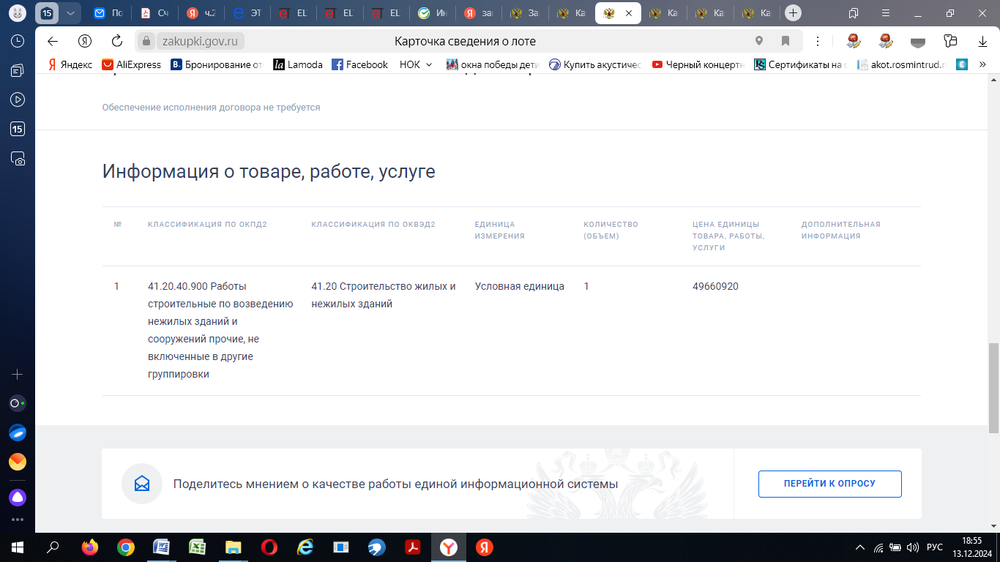 15 По Сч ч.2 ЭТ EL EL EL Ин за За Ка Ка Ка Ка
zakupki.gov.ru Карточка сведения о лоте
Яндекс AliExpress Бронирование от Lamoda Facebook НОК окна победы дети Купить акустичес Черный концертн Сертификаты на akot.rosmintrud.r
Обеспечение исполнения договора не требуется
15
Информация о товаре, работе, услуге
№ КЛАССИФИКАЦИЯ ПО ОКПД2 КЛАССИФИКАЦИЯ ПО ОКВЭД2 ЕДИНИЦА КОЛИЧЕСТВО ЦЕНА ЕДИНИЦЫ ДОПОЛНИТЕЛЬНАЯ
ИЗМЕРЕНИЯ (ОБЪЕМ) ТОВАРА, РАБОТЫ, ИНФОРМАЦИЯ
УСЛУГИ
1 41.20.40.900 Работы 41.20 Строительство жилых и Условная единица 1 49660920
строительные по возведению нежилых зданий
нежилых зданий и
сооружений прочие, не
включенные в другие
группировки
Поделитесь мнением о качестве работы единой информационной системы ПЕРЕЙТИ К ОПРОСУ
РУС 18:55
13.12.2024